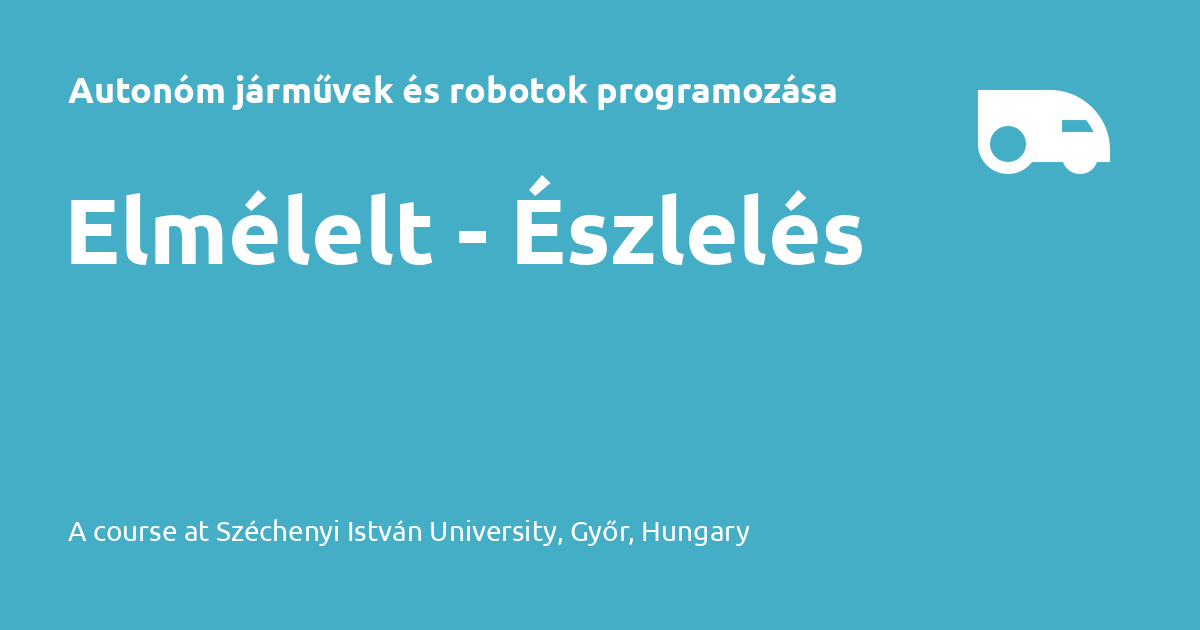 Autonóm járművek és robotok programozása
Elmélelt - Észlelés
A course at Széchenyi István University, Győr, Hungary